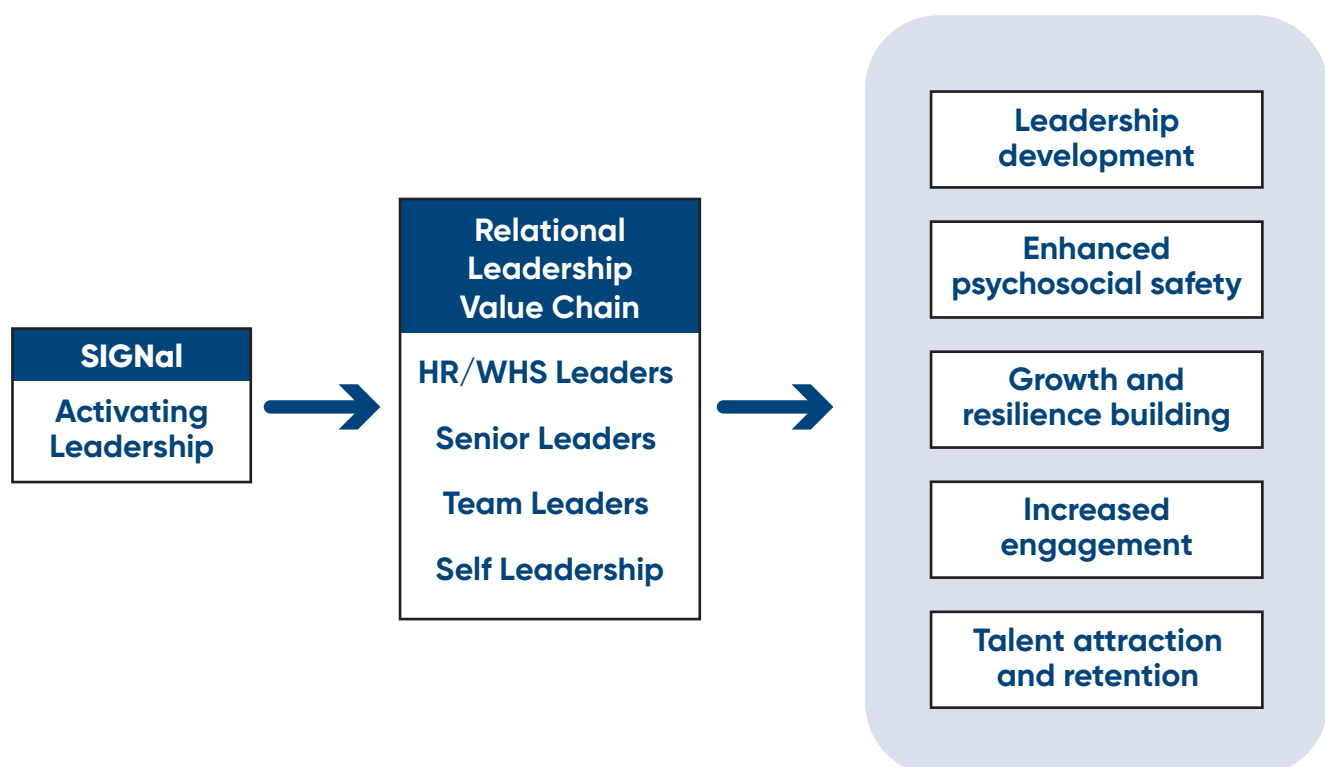 SIGNal
Activating
Leadership
Relational
Leadership
Value Chain
HR/WHS Leaders
Senior Leaders
Team Leaders
Self Leadership
Leadership
development
Enhanced
psychosocial safety
Growth and
resilience building
Increased
engagement
Talent attraction
and retention